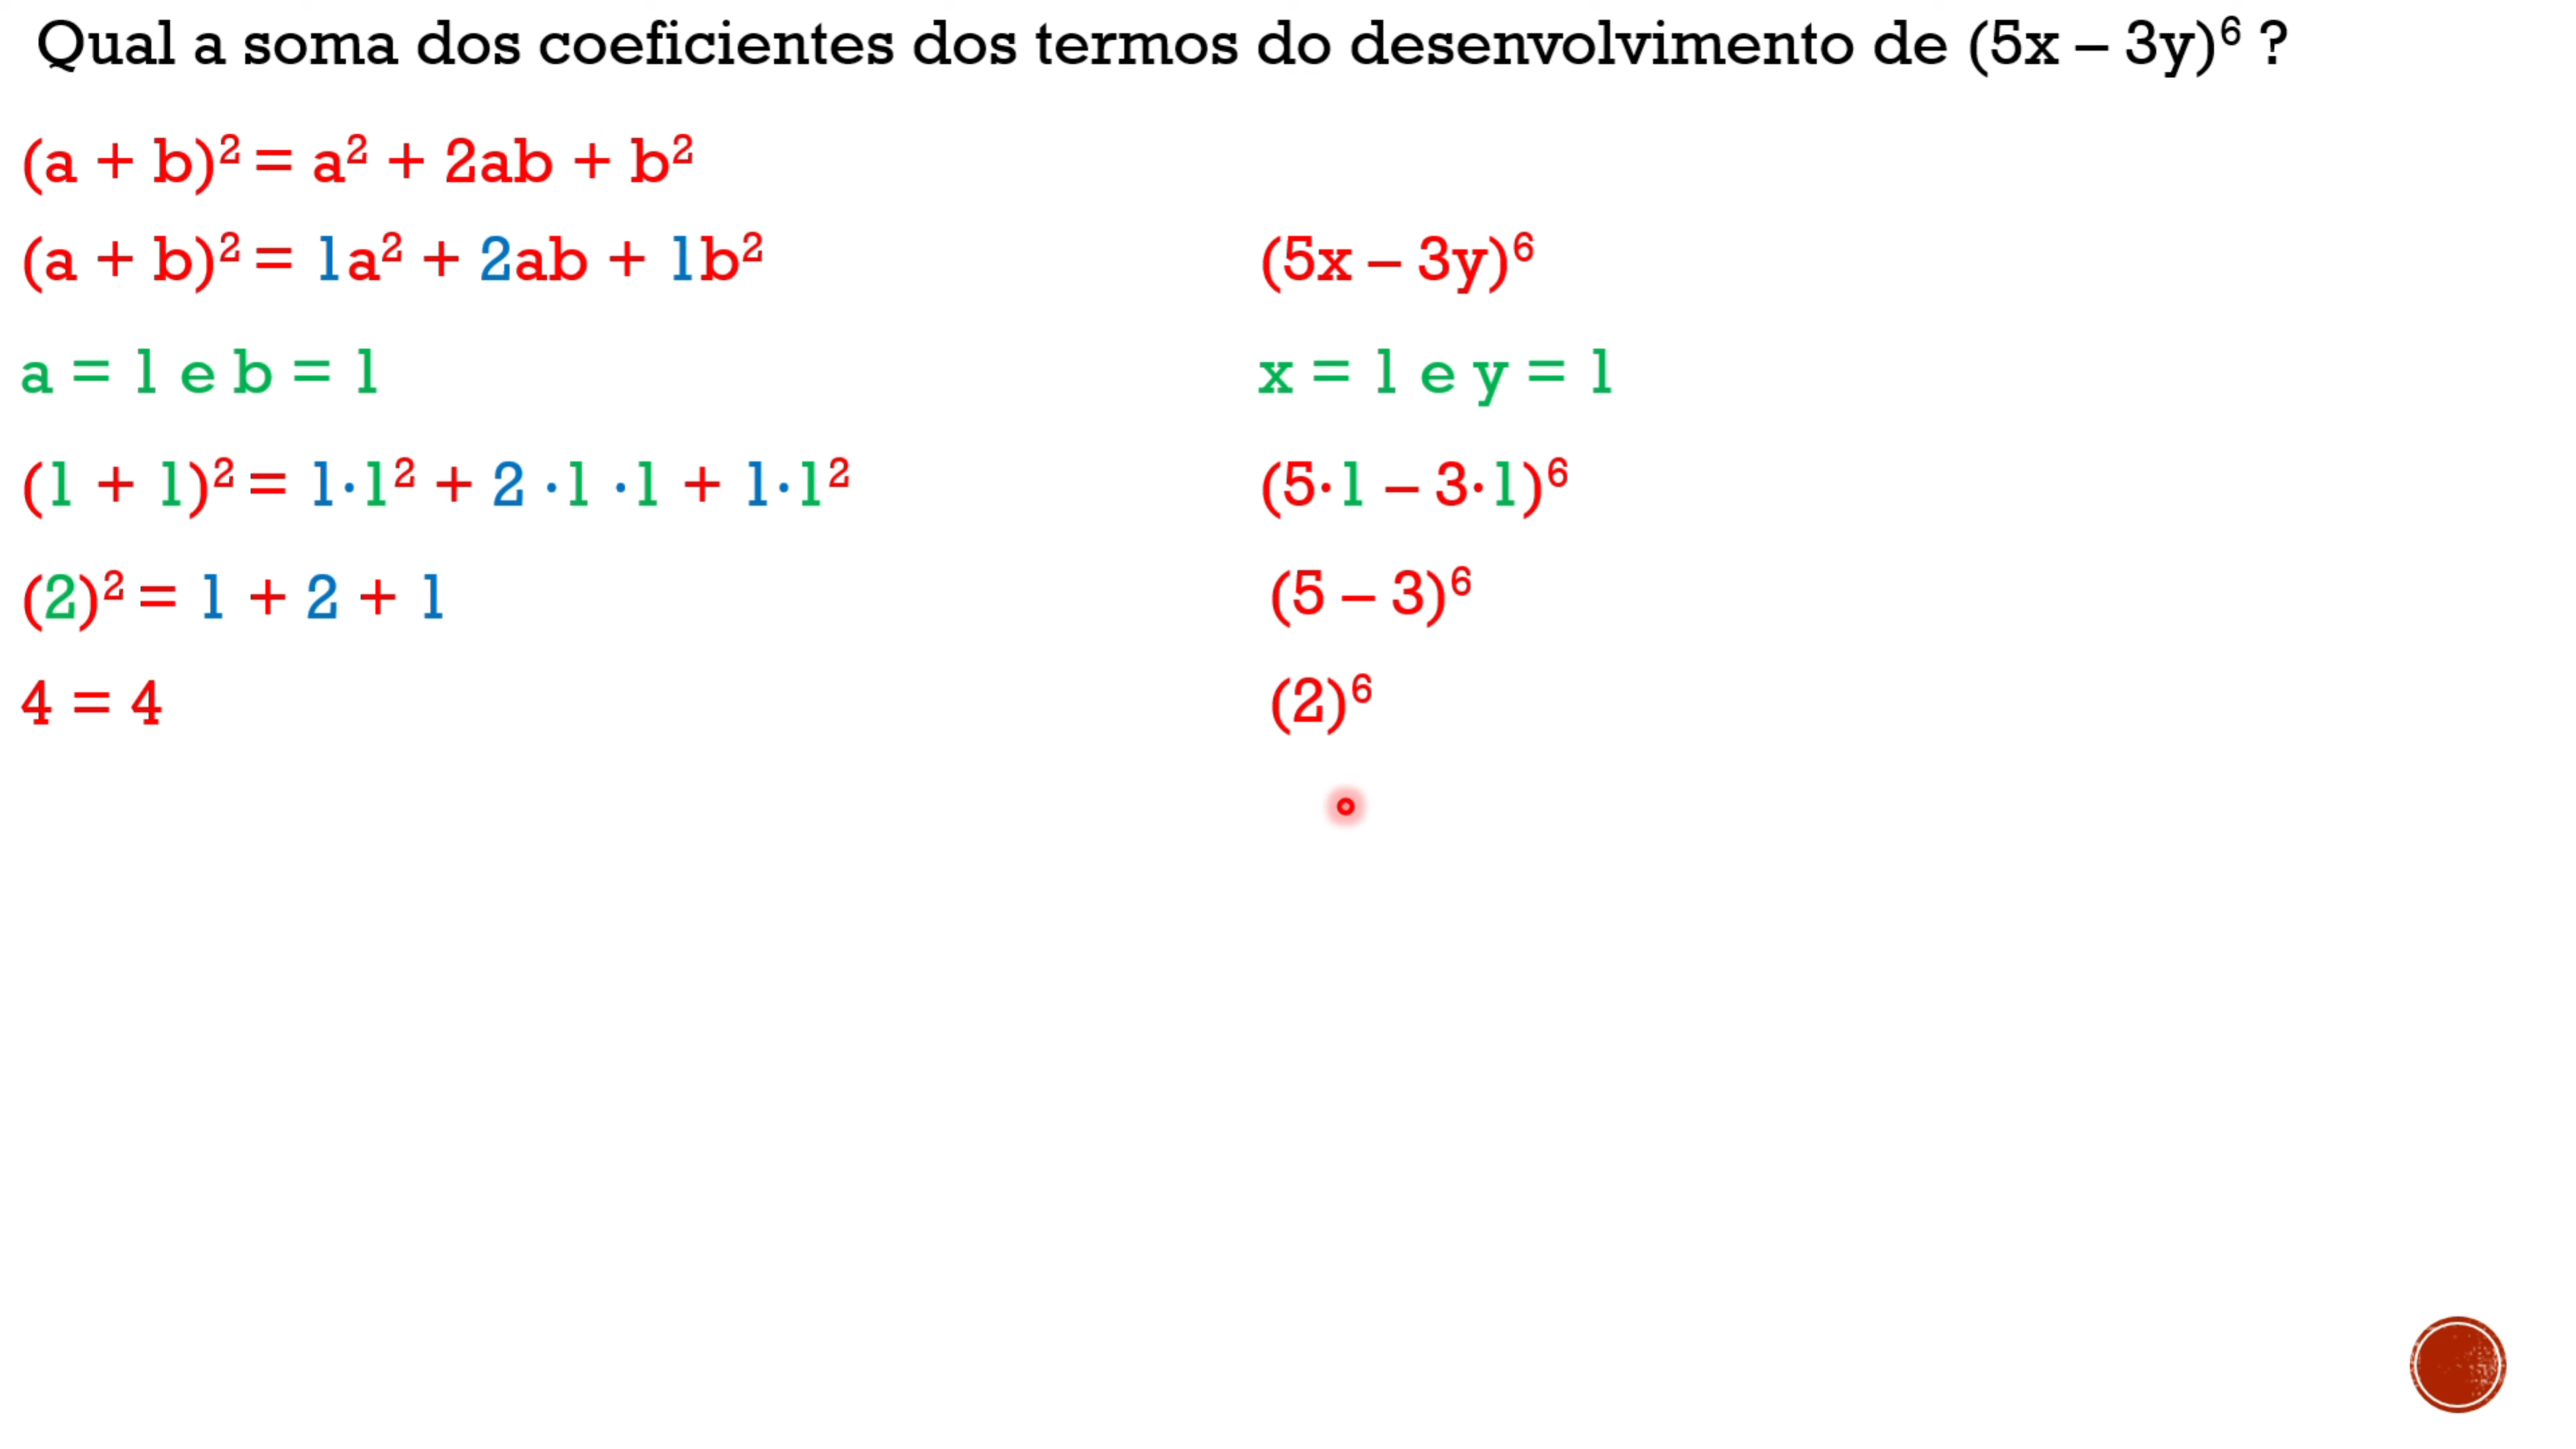 Qual a soma dos coeficientes dos termos do desenvolvimento de (5x – 3y)⁶ ?
(a + b)² = a² + 2ab + b²
(a + b)² = 1a² + 2ab + 1b²
a = 1 e b = 1
(1 + 1)² = 1·1² + 2 ·1 ·1 + 1·1²
(2)² = 1 + 2 + 1
4 = 4
(5x – 3y)⁶
x = 1 e y = 1
(5·1 – 3·1)⁶
(5 – 3)⁶
(2)⁶